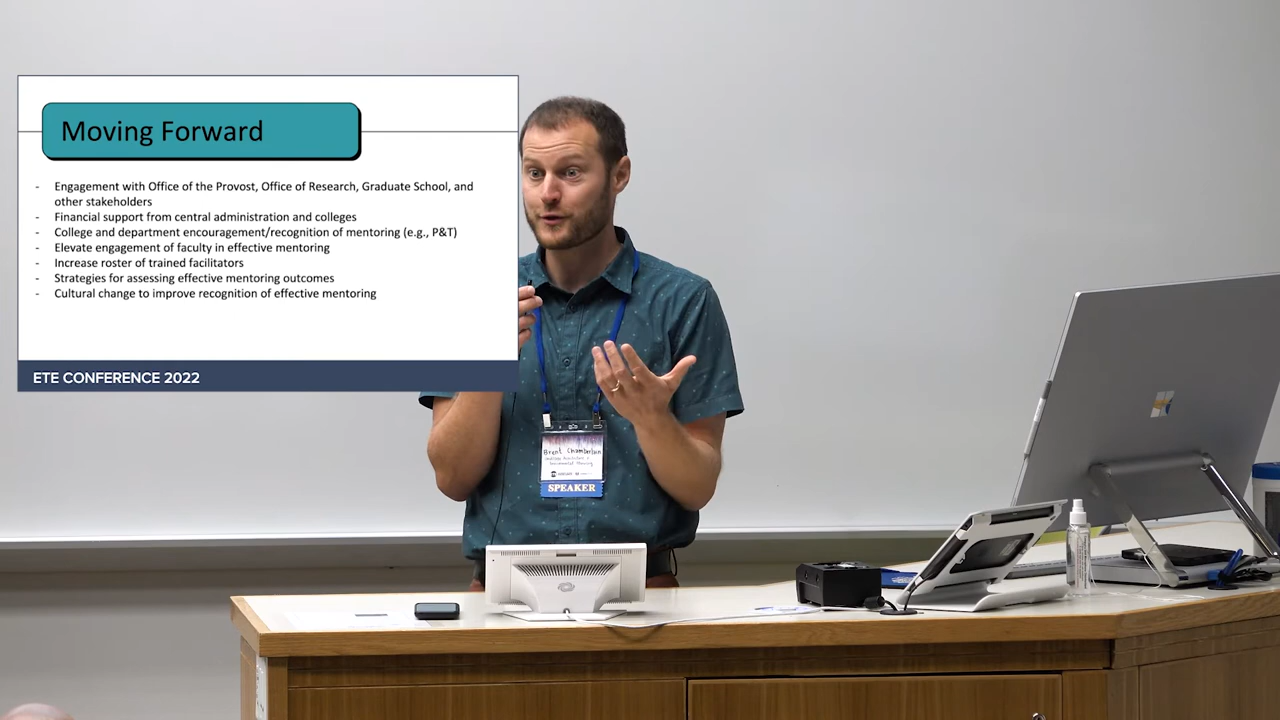 Moving Forward
- Engagement with Office of the Provost, Office of Research, Graduate School, and
other stakeholders
- Financial support from central administration and colleges
- College and department encouragement/recognition of mentoring (e.g., P&T)
- Elevate engagement of faculty in effective mentoring
- Increase roster of trained facilitators
- Strategies for assessing effective mentoring outcomes
- Cultural change to improve recognition of effective mentoring
ETE CONFERENCE 2022
Brent Chamberlain
SPEAKER